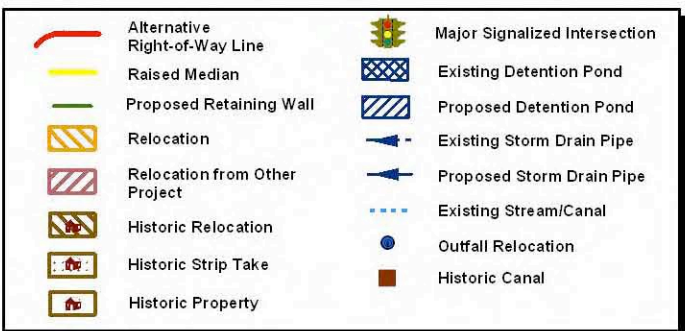 Alternative
Right-of-Way Line
Raised Median
Proposed Retaining Wall
Relocation
Relocation from Other
Project
Historic Relocation
Historic Strip Take
Historic Property
Major Signalized Intersection
Existing Detention Pond
Proposed Detention Pond
Existing Storm Drain Pipe
Proposed Storm Drain Pipe
Existing Stream/Canal
Outfall Relocation
Historic Canal